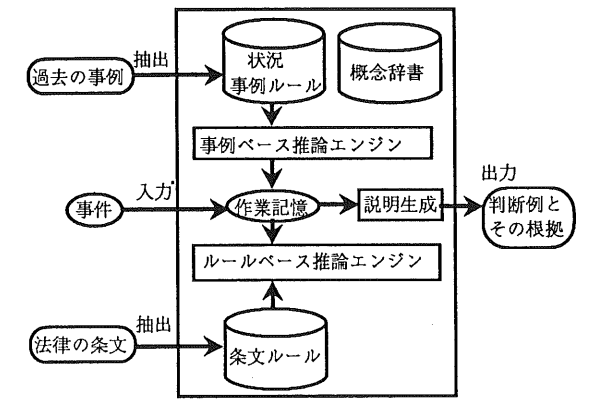 過去の事例
抽出
状況
事例ルール
概念辞書
事例ベース推論エンジン
事件
入力
作業記憶
説明生成
出力
判断例と
その根拠
ルールベース推論エンジン
法律の条文
抽出
条文ルール